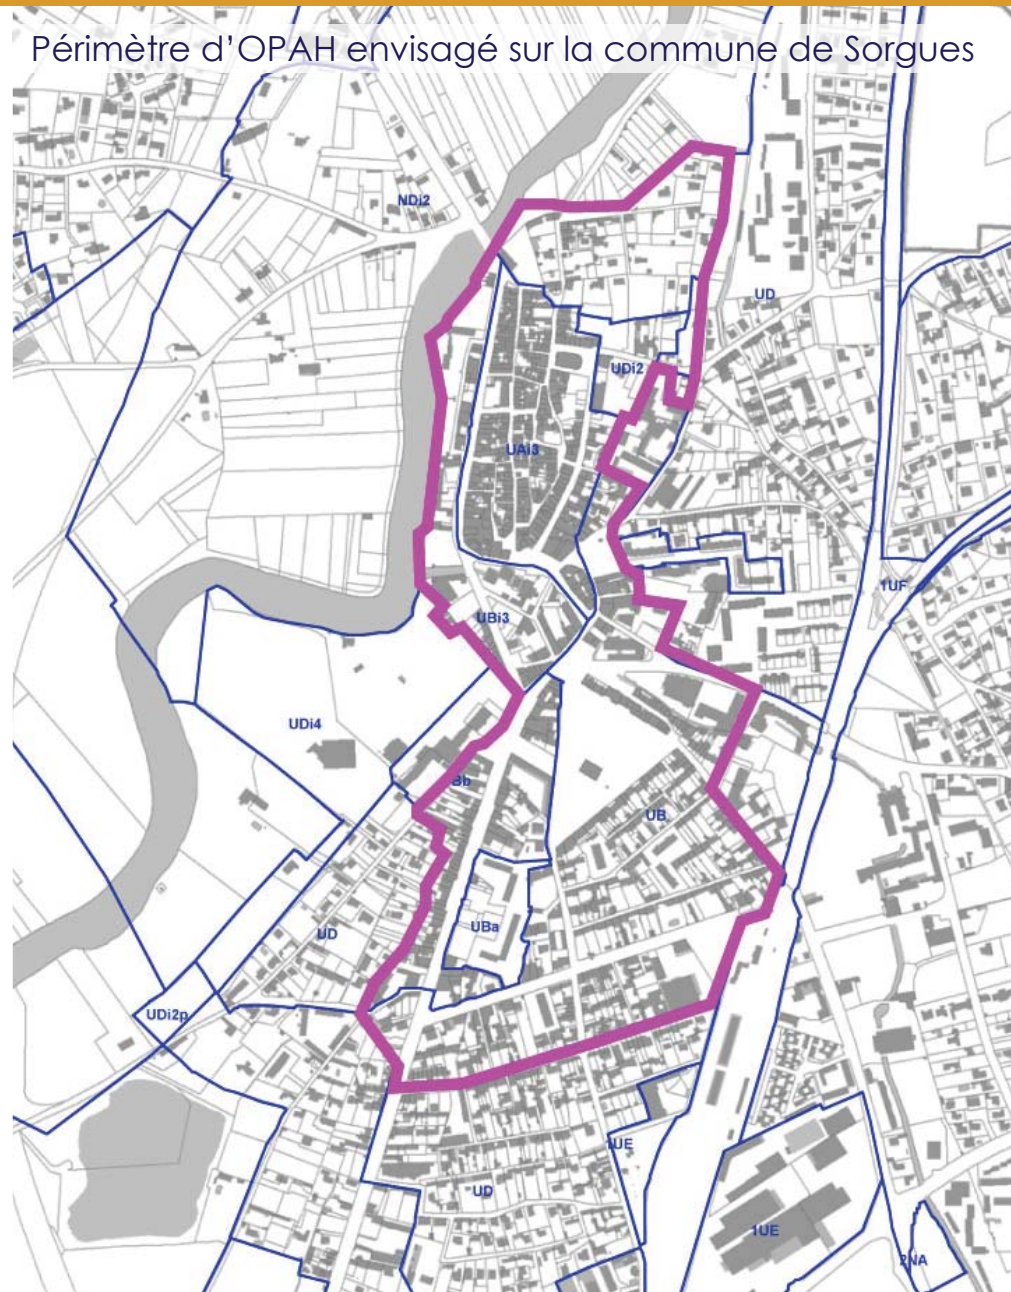 Périmètre d'OPAH envisagé sur la commune de Sorgues
NDi2
UD
UDi2
UAi3
1UF
UBi3
UDi4
Bb
UB
UBa
UD
UDi2p
1UE
UD
1UE
2NA